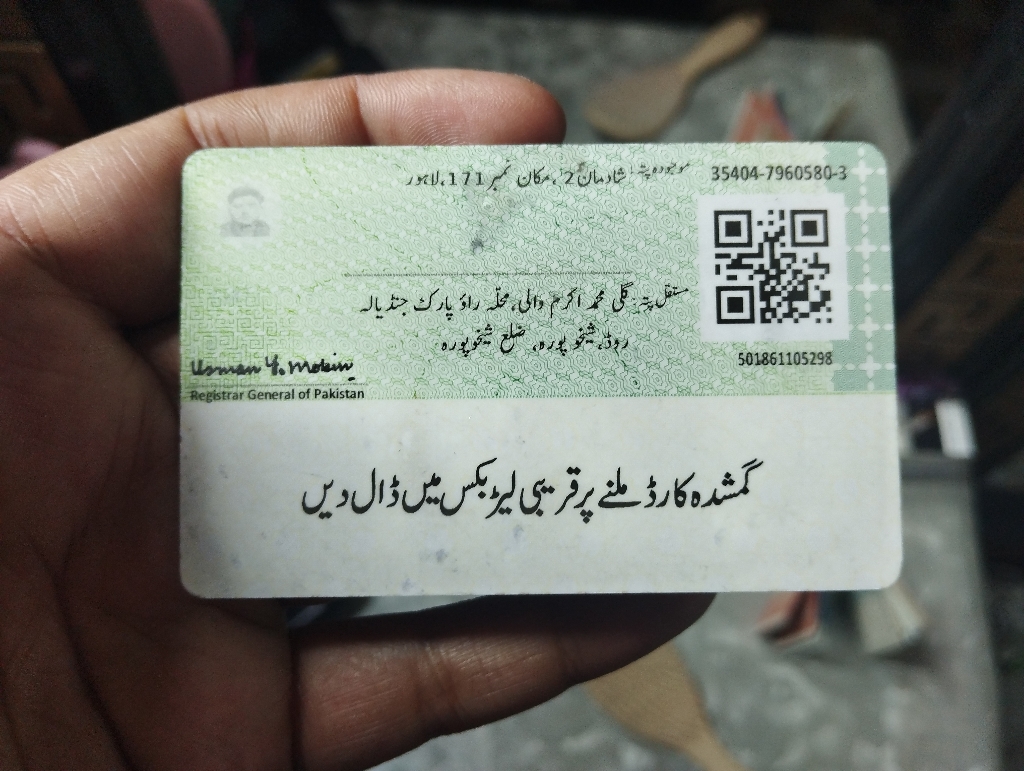 موجودہ پتہ: شادمان 2، مکان نمبر 171، لاہور
35404-7960580-3
مستقل پتہ: گلی محمد اکرم والی، محلہ راؤ پارک جنڈیالہ
روڈ، شیخوپورہ، ضلع شیخوپورہ
501861105298
Usman Y. Mobin
Registrar General of Pakistan
گمشدہ کارڈ ملنے پر قریبی لیٹر بکس میں ڈال دیں